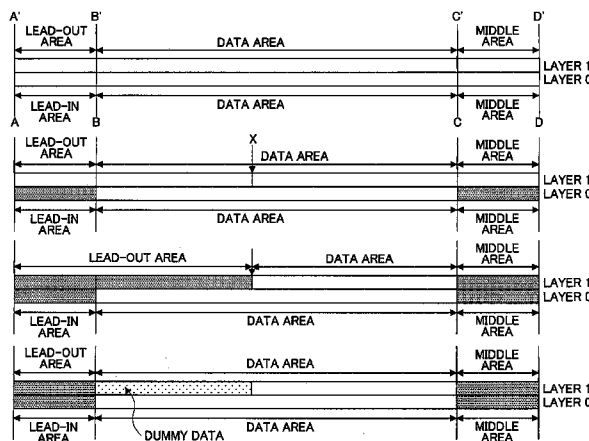 A' B' C' D'
LEAD-OUT AREA DATA AREA MIDDLE AREA
LAYER 1
LAYER 0
LEAD-IN AREA DATA AREA MIDDLE AREA
A B C D
LEAD-OUT AREA X DATA AREA MIDDLE AREA
LAYER 1
LAYER 0
LEAD-IN AREA DATA AREA MIDDLE AREA
LEAD-OUT AREA DATA AREA MIDDLE AREA
LAYER 1
LAYER 0
LEAD-IN AREA DATA AREA MIDDLE AREA
LEAD-OUT AREA DATA AREA MIDDLE AREA
LAYER 1
LAYER 0
LEAD-IN AREA DUMMY DATA DATA AREA MIDDLE AREA